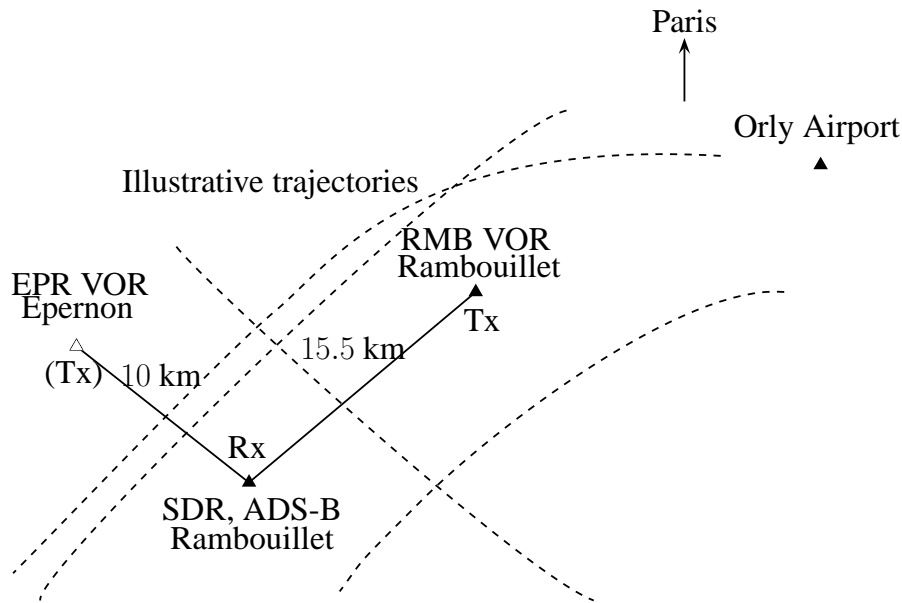 Paris
Orly Airport
Illustrative trajectories
RMB VOR
Rambouillet
EPR VOR
Epernon
Tx
15.5 km
(Tx)
10 km
Rx
SDR, ADS-B
Rambouillet